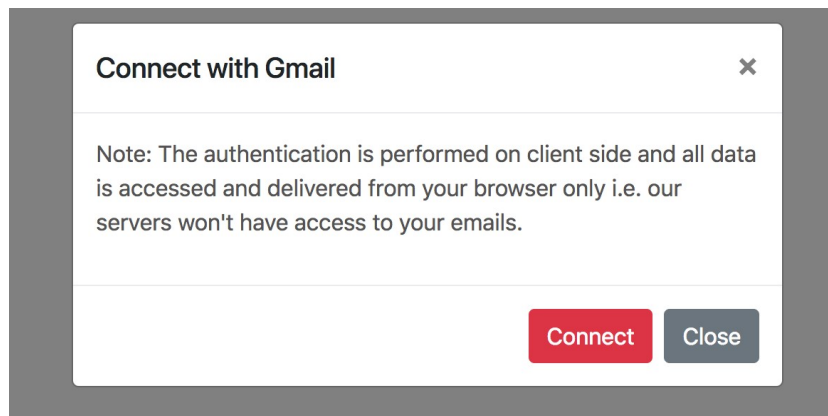 Connect with Gmail
×
Note: The authentication is performed on client side and all data
is accessed and delivered from your browser only i.e. our
servers won't have access to your emails.
Connect Close